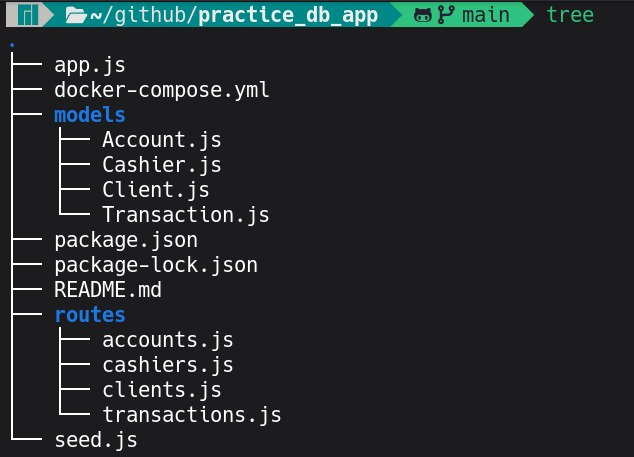 ~/github/practice_db_app main tree
.
├── app.js
├── docker-compose.yml
├── models
│   ├── Account.js
│   ├── Cashier.js
│   ├── Client.js
│   └── Transaction.js
├── package.json
├── package-lock.json
├── README.md
├── routes
│   ├── accounts.js
│   ├── cashiers.js
│   ├── clients.js
│   └── transactions.js
└── seed.js